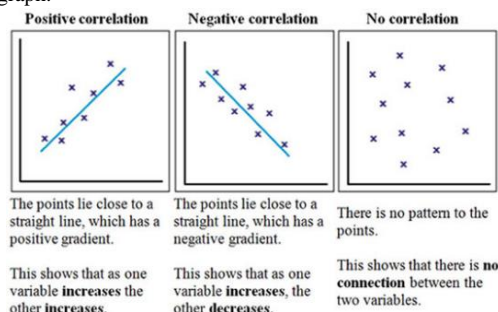 graph.
Positive correlation
Negative correlation
No correlation
The points lie close to a
straight line, which has a
positive gradient.
This shows that as one
variable increases the
other increases.
The points lie close to a
straight line, which has a
negative gradient.
This shows that as one
variable increases, the
other decreases.
There is no pattern to the
points.
This shows that there is no
connection between the
two variables.